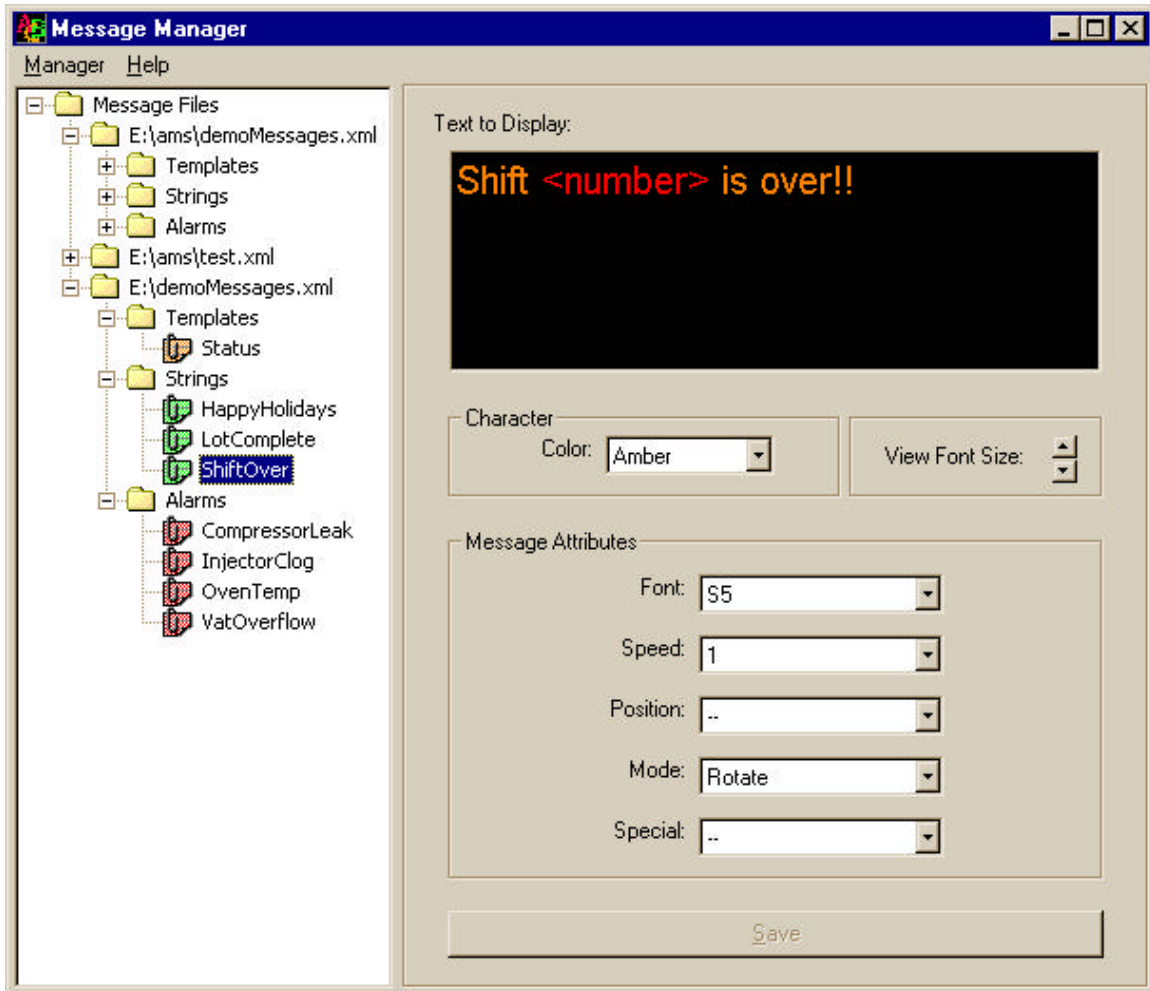 Message Manager
Manager Help
Message Files
E:\ams\demoMessages.xml
Templates
Strings
Alarms
E:\ams\test.xml
E:\demoMessages.xml
Templates
Status
Strings
HappyHolidays
LotComplete
ShiftOver
Alarms
CompressorLeak
InjectorClog
OvenTemp
VatOverflow
Text to Display:
Shift <number> is over!!
Character
Color: Amber
View Font Size:
Message Attributes
Font: S5
Speed: 1
Position: --
Mode: Rotate
Special: --
Save